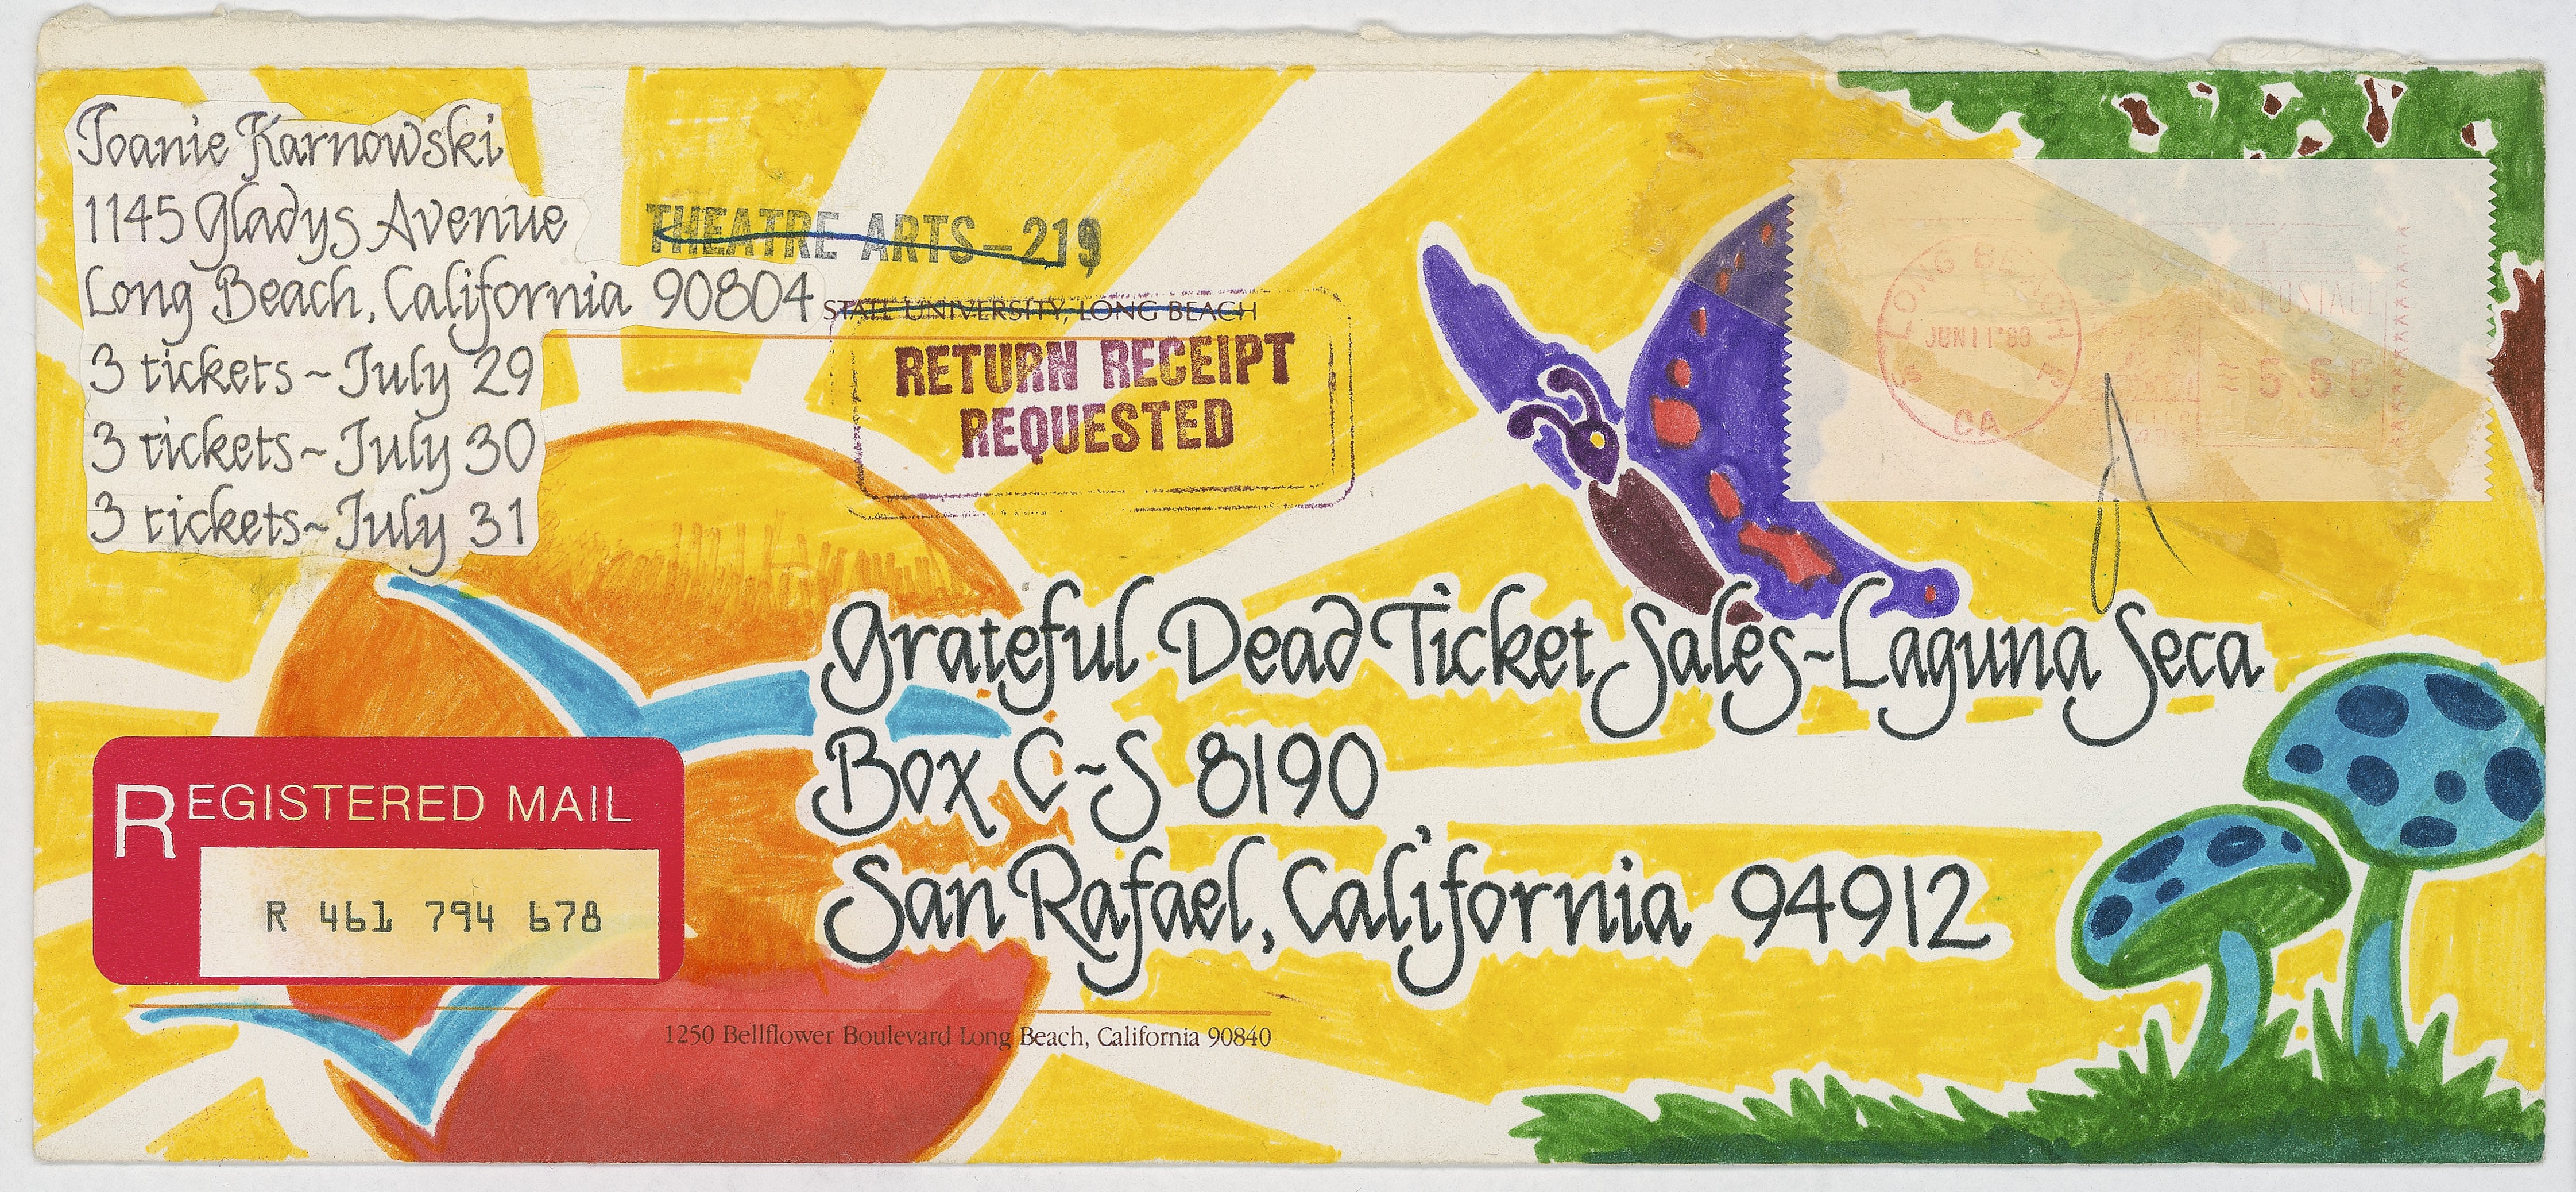 Joanie Karnowski
1145 Gladys Avenue
Long Beach, California 90804
3 tickets ~ July 29
3 tickets ~ July 30
3 tickets ~ July 31
THEATRE ARTS-219
STATE UNIVERSITY, LONG BEACH
RETURN RECEIPT
REQUESTED
LONG BEACH
JUN 11 '88
CA
U.S. POSTAGE
5.55
Grateful Dead Ticket Sales ~ Laguna Seca
Box C~S 8190
San Rafael, California 94912
REGISTERED MAIL
R 461 794 678
1250 Bellflower Boulevard Long Beach, California 90840